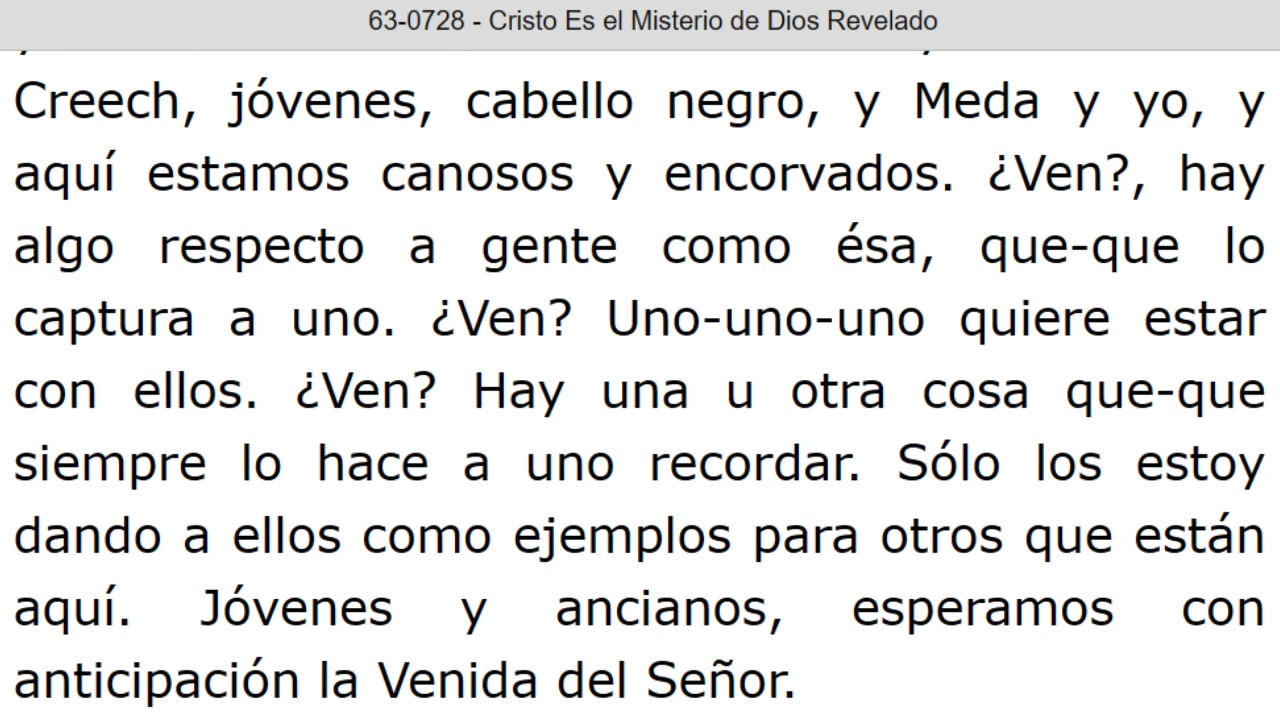 63-0728 - Cristo Es el Misterio de Dios Revelado
Creech, jóvenes, cabello negro, y Meda y yo, y
aquí estamos canosos y encorvados. ¿Ven?, hay
algo respecto a gente como ésa, que-que lo
captura a uno. ¿Ven? Uno-uno-uno quiere estar
con ellos. ¿Ven? Hay una u otra cosa que-que
siempre lo hace a uno recordar. Sólo los estoy
dando a ellos como ejemplos para otros que están
aquí. Jóvenes y ancianos, esperamos con
anticipación la Venida del Señor.